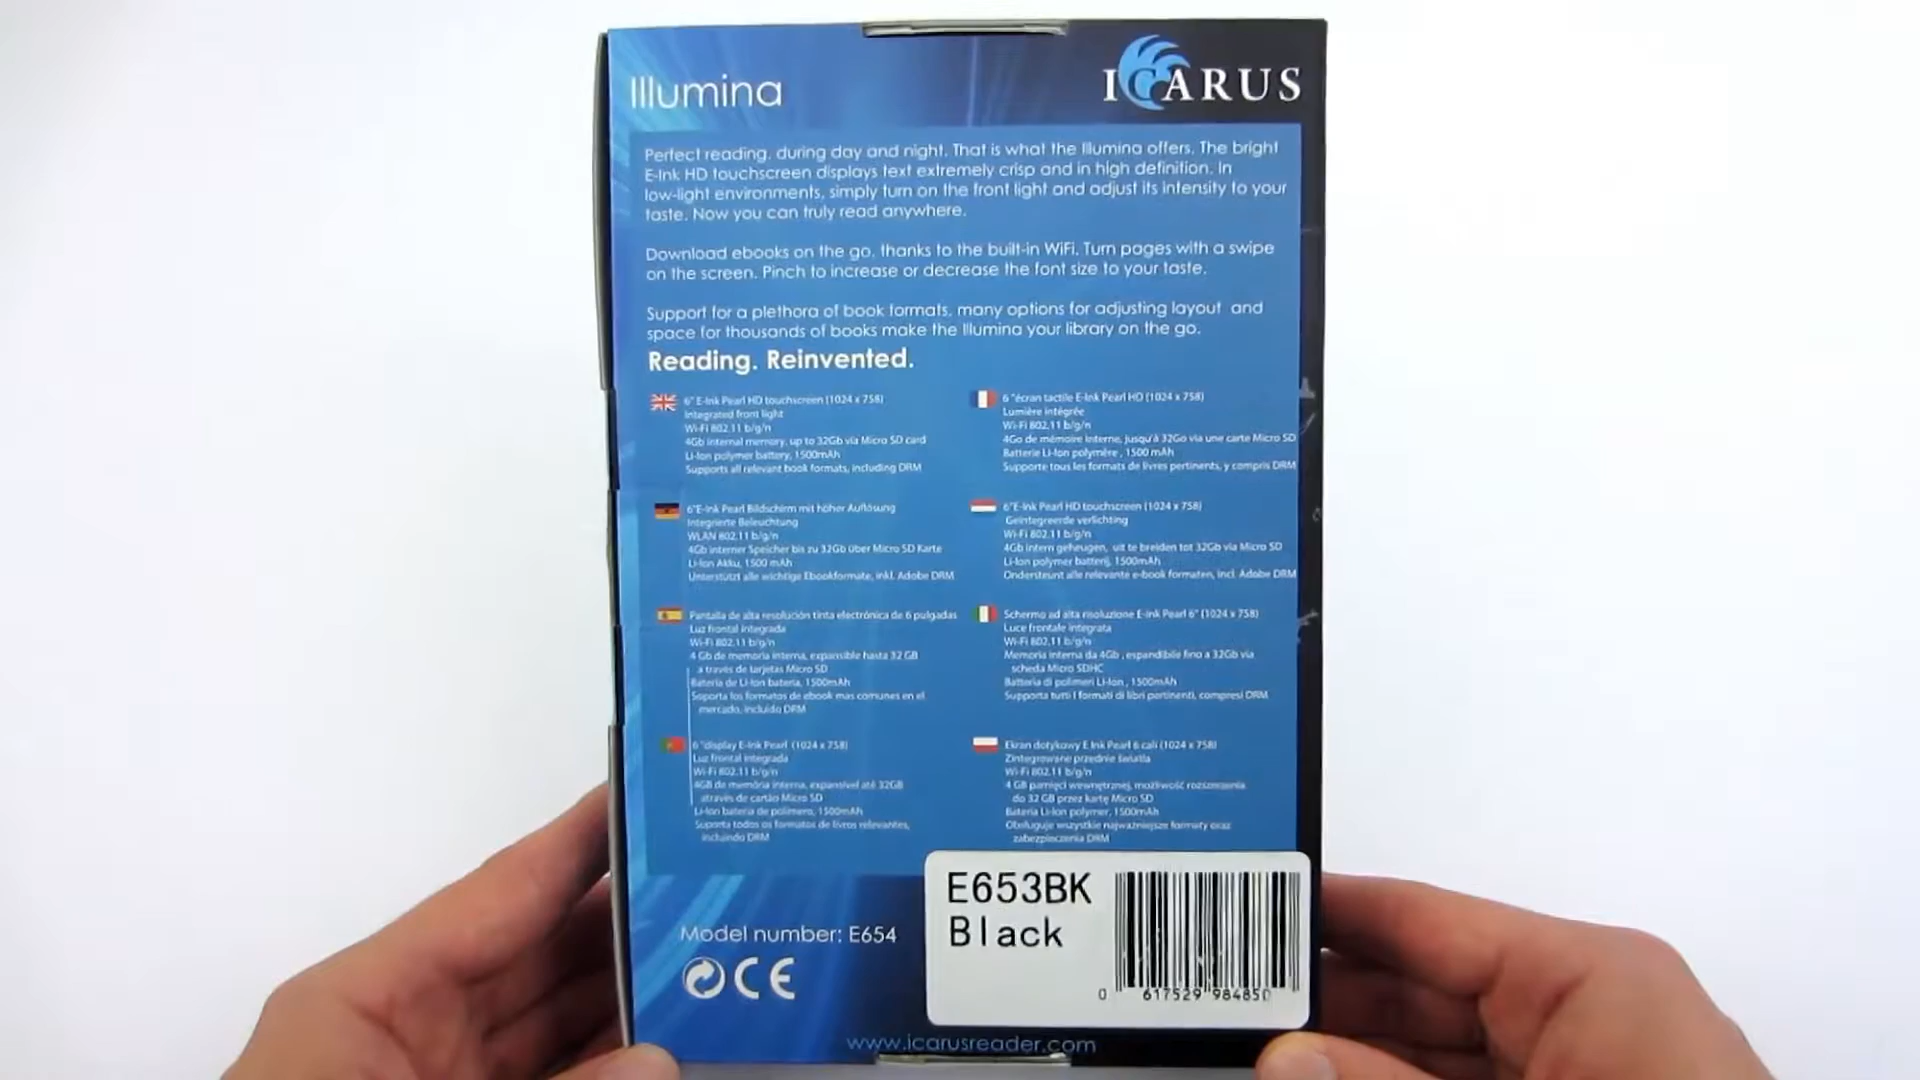 Illumina
ICARUS
Perfect reading, during day and night. That is what the Illumina offers. The bright
E-Ink HD touchscreen displays text extremely crisp and in high definition. In
low-light environments, simply turn on the front light and adjust its intensity to your
taste. Now you can truly read anywhere.
Download ebooks on the go, thanks to the built-in WiFi. Turn pages with a swipe
on the screen. Pinch to increase or decrease the font size to your taste.
Support for a plethora of book formats, many options for adjusting layout and
space for thousands of books make the Illumina your library on the go.
Reading. Reinvented.
6" E-Ink Pearl HD touchscreen (1024 x 758)
Integrated front light
Wi-Fi 802.11 b/g/n
4Gb internal memory, up to 32Gb via Micro SD card
Li-Ion polymer battery, 1500mAh
Supports all relevant book formats, including DRM
6 "écran tactile E-Ink Pearl HD (1024 x 758)
Lumière intégrée
Wi-Fi 802.11 b/g/n
4Go de mémoire interne, jusqu'à 32Go via une carte Micro SD
Batterie Li-Ion polymère , 1500 mAh
Supporte tous les formats de livres pertinents, y compris DRM
6"E-Ink Pearl Bildschirm mit hoher Auflösung
Integrierte Beleuchtung
WLAN 802.11 b/g/n
4Gb interner Speicher bis zu 32Gb über Micro SD Karte
Li-Ion Akku, 1500 mAh
Unterstützt alle wichtige Ebookformate, inkl. Adobe DRM
6"E-Ink Pearl HD touchscreen (1024 x 758)
Geïntegreerde verlichting
Wi-Fi 802.11 b/g/n
4Gb intern geheugen, uit te breiden tot 32Gb via Micro SD
Li-Ion polymer batterij, 1500mAh
Ondersteunt alle relevante e-book formaten, incl. Adobe DRM
Pantalla de alta resolución tinta electrónica de 6 pulgadas
Luz frontal integrada
Wi-Fi 802.11 b/g/n
4 Gb de memoria interna, expansible hasta 32 GB
a través de tarjetas Micro SD
Bateria de Li-Ion bateria, 1500mAh
Soporta los formatos de ebook mas comunes en el
mercado, incluido DRM
Schermo ad alta risoluzione E-Ink Pearl 6" (1024 x 758)
Luce frontale integrata
Wi-Fi 802.11 b/g/n
Memoria interna da 4Gb , espandibile fino a 32Gb via
scheda Micro SDHC
Batteria di polimeri Li-Ion , 1500mAh
Supporta tutti i formati di libri pertinenti, compresi DRM
6 "display E-Ink Pearl (1024 x 758)
Luz frontal integrada
Wi-Fi 802.11 b/g/n
4GB de memória interna, expansível até 32GB
através de cartão Micro SD
Li-Ion bateria de polímero, 1500mAh
Suporta todos os formatos de livros relevantes,
incluindo DRM
Ekran dotykowy E Ink Pearl 6 cali (1024 x 758)
Zintegrowane przednie światła
Wi-Fi 802.11 b/g/n
4 GB pamięci wewnętrznej, możliwość rozszerzenia
do 32 GB przez kartę Micro SD
Bateria Li-Ion polymer, 1500mAh
Obsługuje wszystkie najważniejsze formaty oraz
zabezpieczenia DRM
E653BK
Black
Model number: E654
CE
0 617529 984850
www.icarusreader.com